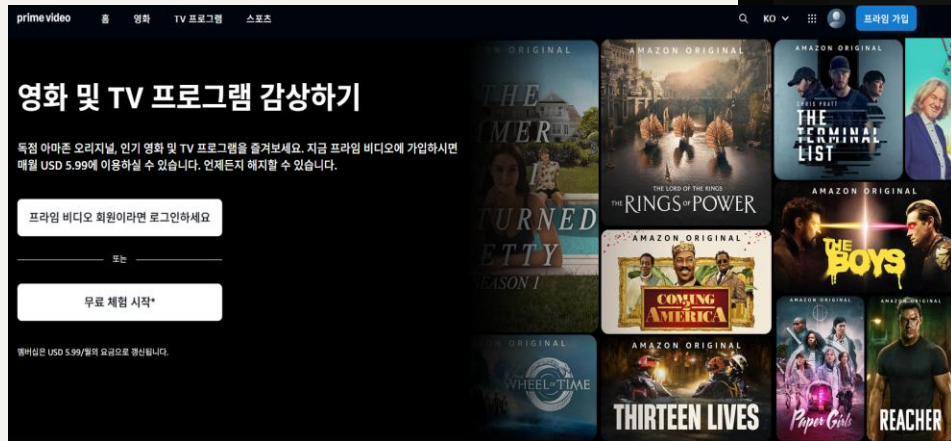 prime video 홈 영화 TV 프로그램 스포츠 KO 프라임 가입
영화 및 TV 프로그램 감상하기
독점 아마존 오리지널, 인기 영화 및 TV 프로그램을 즐겨보세요. 지금 프라임 비디오에 가입하시면
매월 USD 5.99에 이용하실 수 있습니다. 언제든지 해지할 수 있습니다.
프라임 비디오 회원이라면 로그인하세요
또는
무료 체험 시작*
멤버십은 USD 5.99/월의 요금으로 갱신됩니다.
ORIGINAL
THE
TURNED
SEASON 1
ORIGINAL
WHEEL OF TIME
AMAZON ORIGINAL
THE LORD OF THE RINGS
THE RINGS OF POWER
AMAZON ORIGINAL
COMING
2
AMERICA
AMAZON ORIGINAL
THIRTEEN LIVES
AMAZON ORIGINAL
CHRIS PRATT
THE
TERMINAL
LIST
AMAZON ORIGINAL
THE
BOYS
AMAZON ORIGINAL
Paper Girls
AMAZON ORIGINAL
REACHER